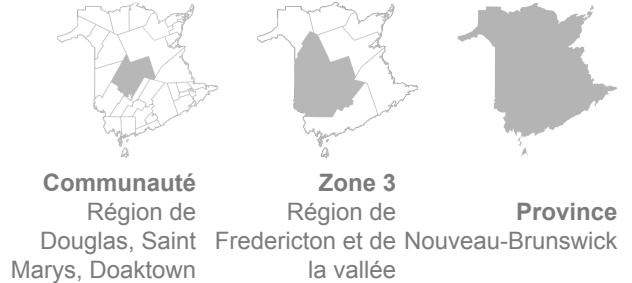 Communauté
Région de
Douglas, Saint
Marys, Doaktown
Zone 3
Région de
Fredericton et de
la vallée
Province
Nouveau-Brunswick